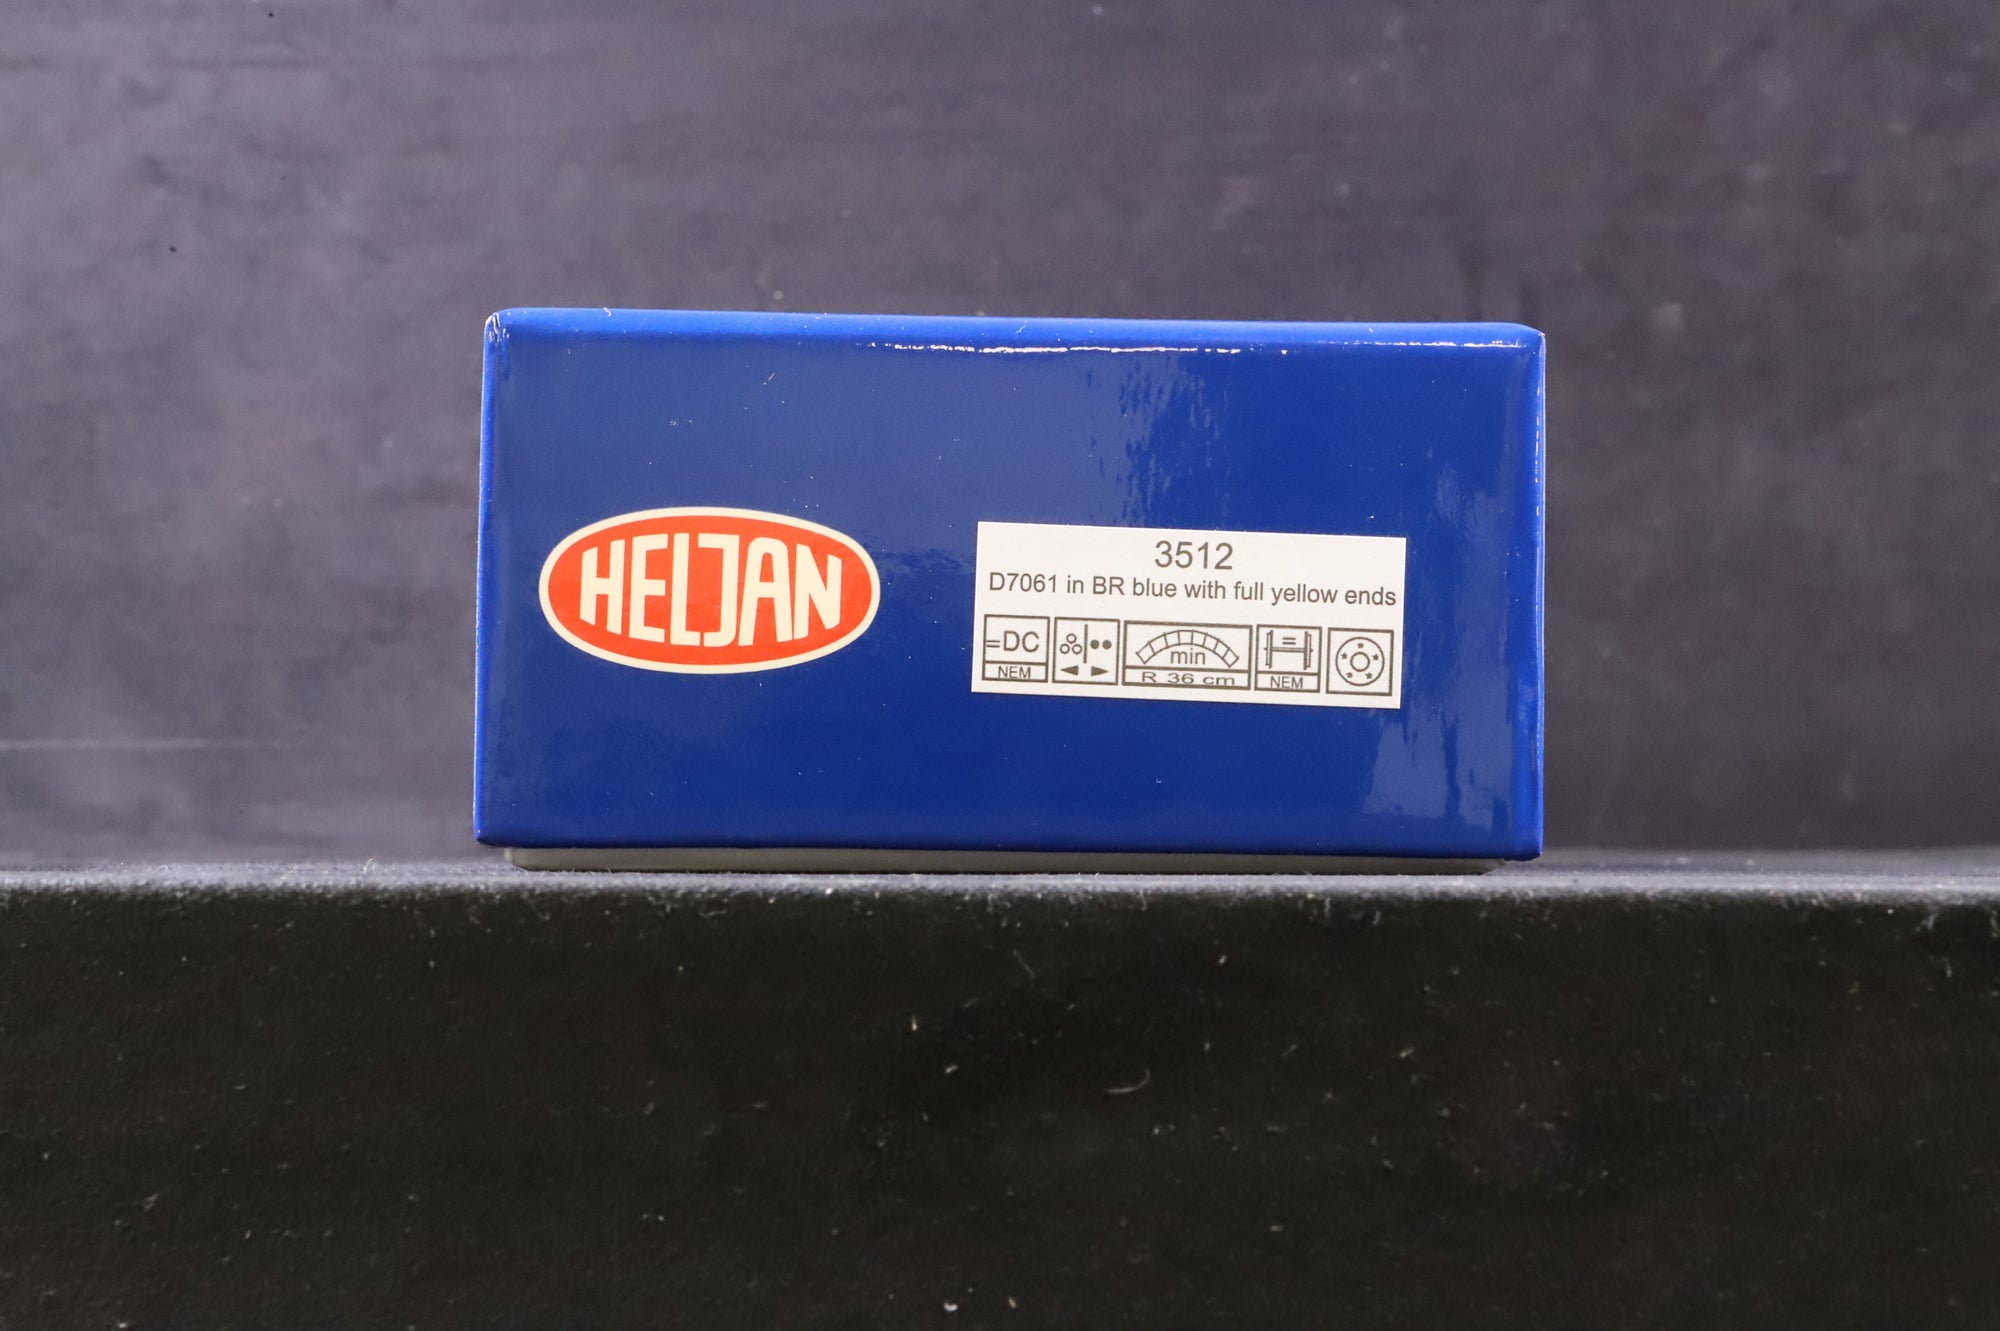 HELJAN
3512
D7061 in BR blue with full yellow ends
=DC
NEM
min
R 36 cm
NEM